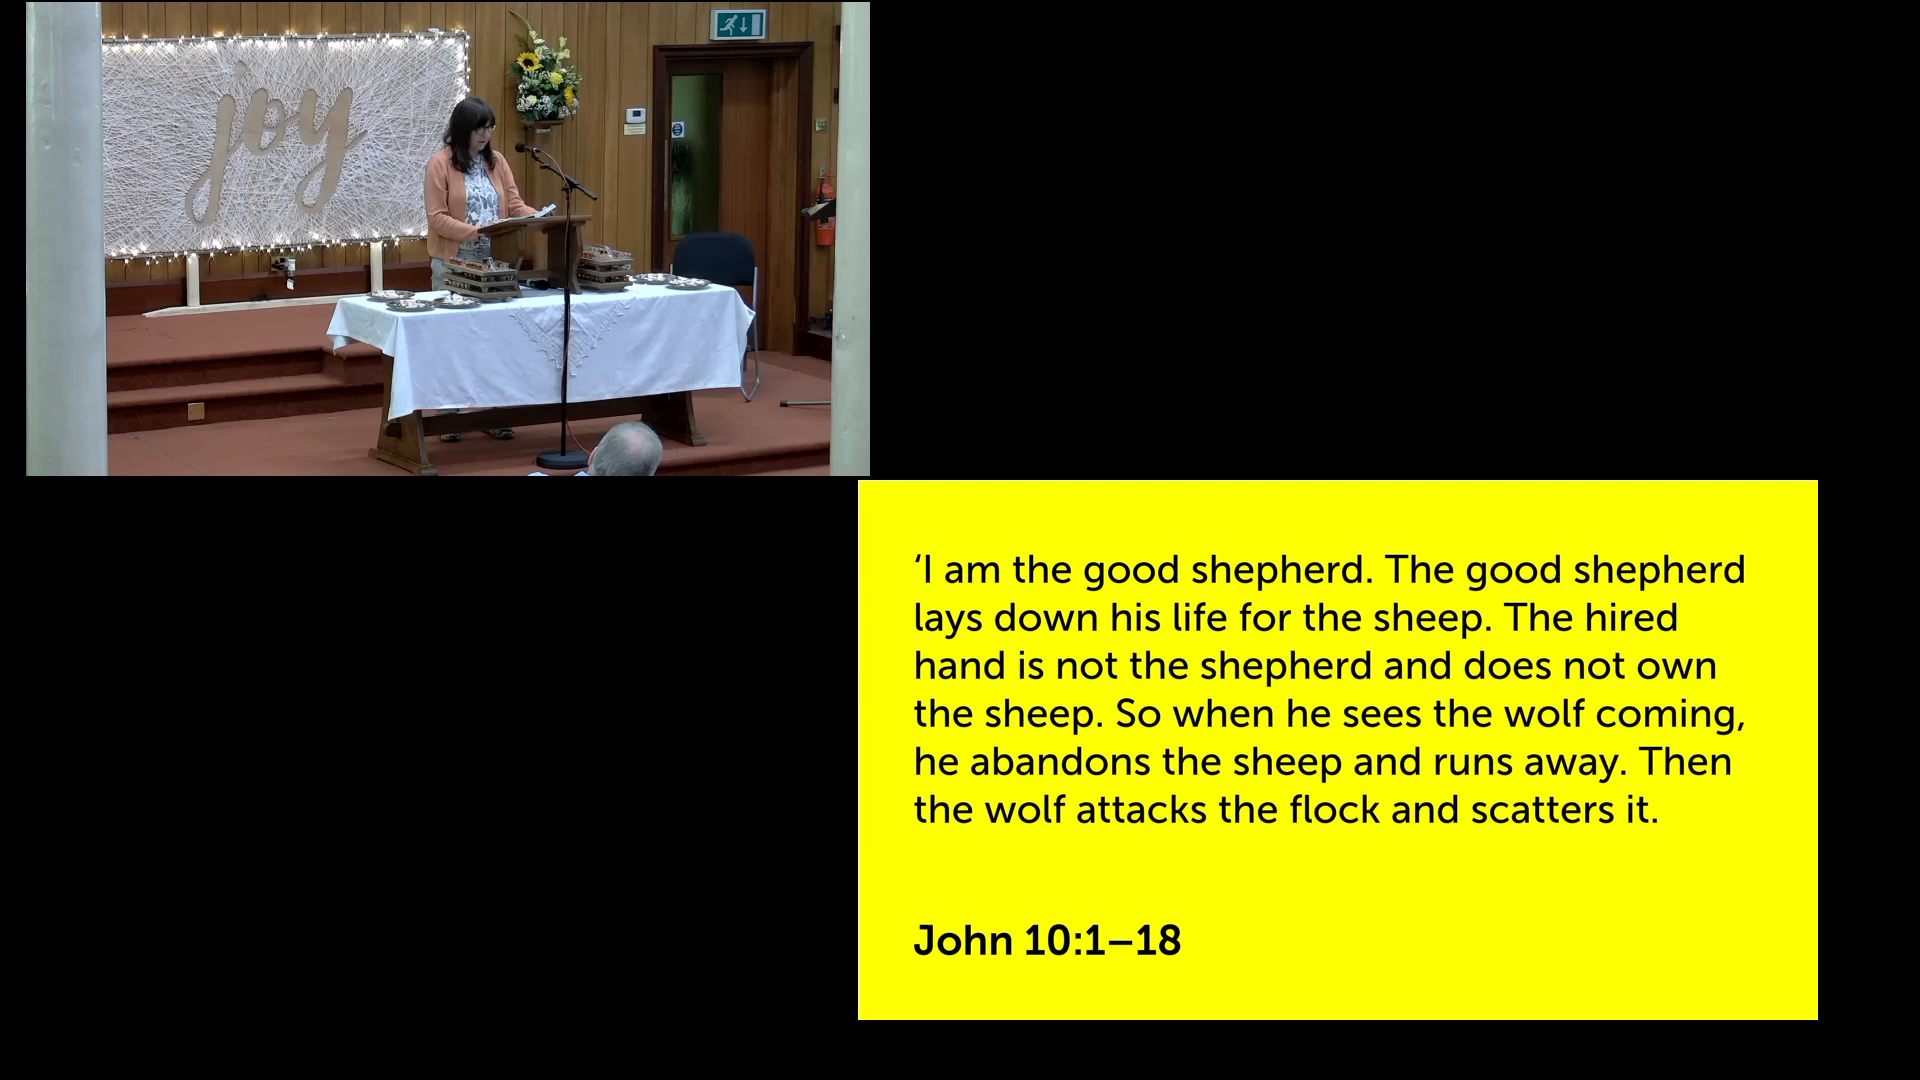 joy
‘I am the good shepherd. The good shepherd
lays down his life for the sheep. The hired
hand is not the shepherd and does not own
the sheep. So when he sees the wolf coming,
he abandons the sheep and runs away. Then
the wolf attacks the flock and scatters it.
John 10:1–18